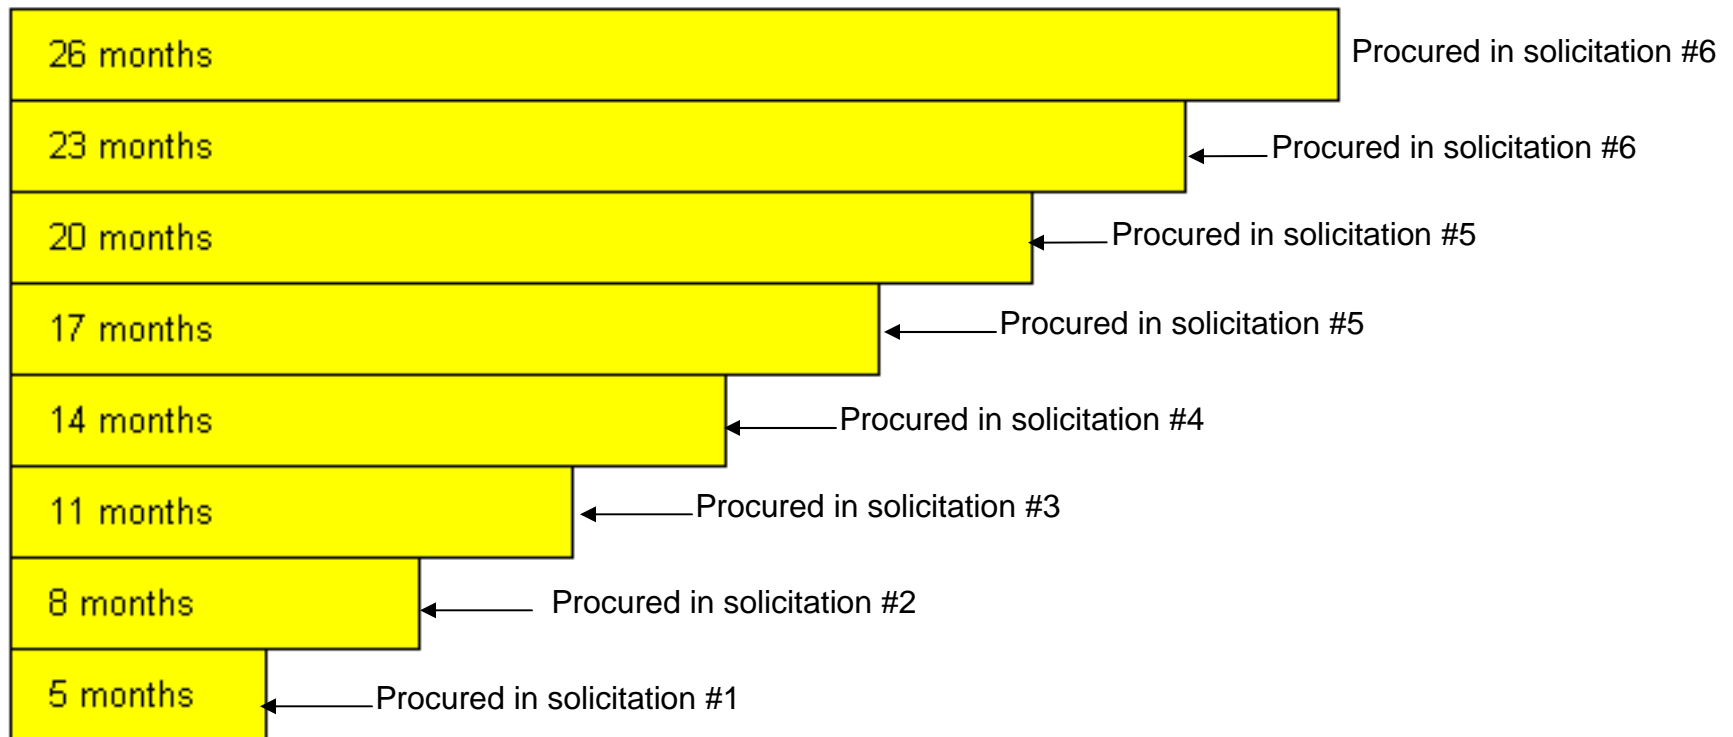 26 months Procured in solicitation #6
23 months Procured in solicitation #6
20 months Procured in solicitation #5
17 months Procured in solicitation #5
14 months Procured in solicitation #4
11 months Procured in solicitation #3
8 months Procured in solicitation #2
5 months Procured in solicitation #1